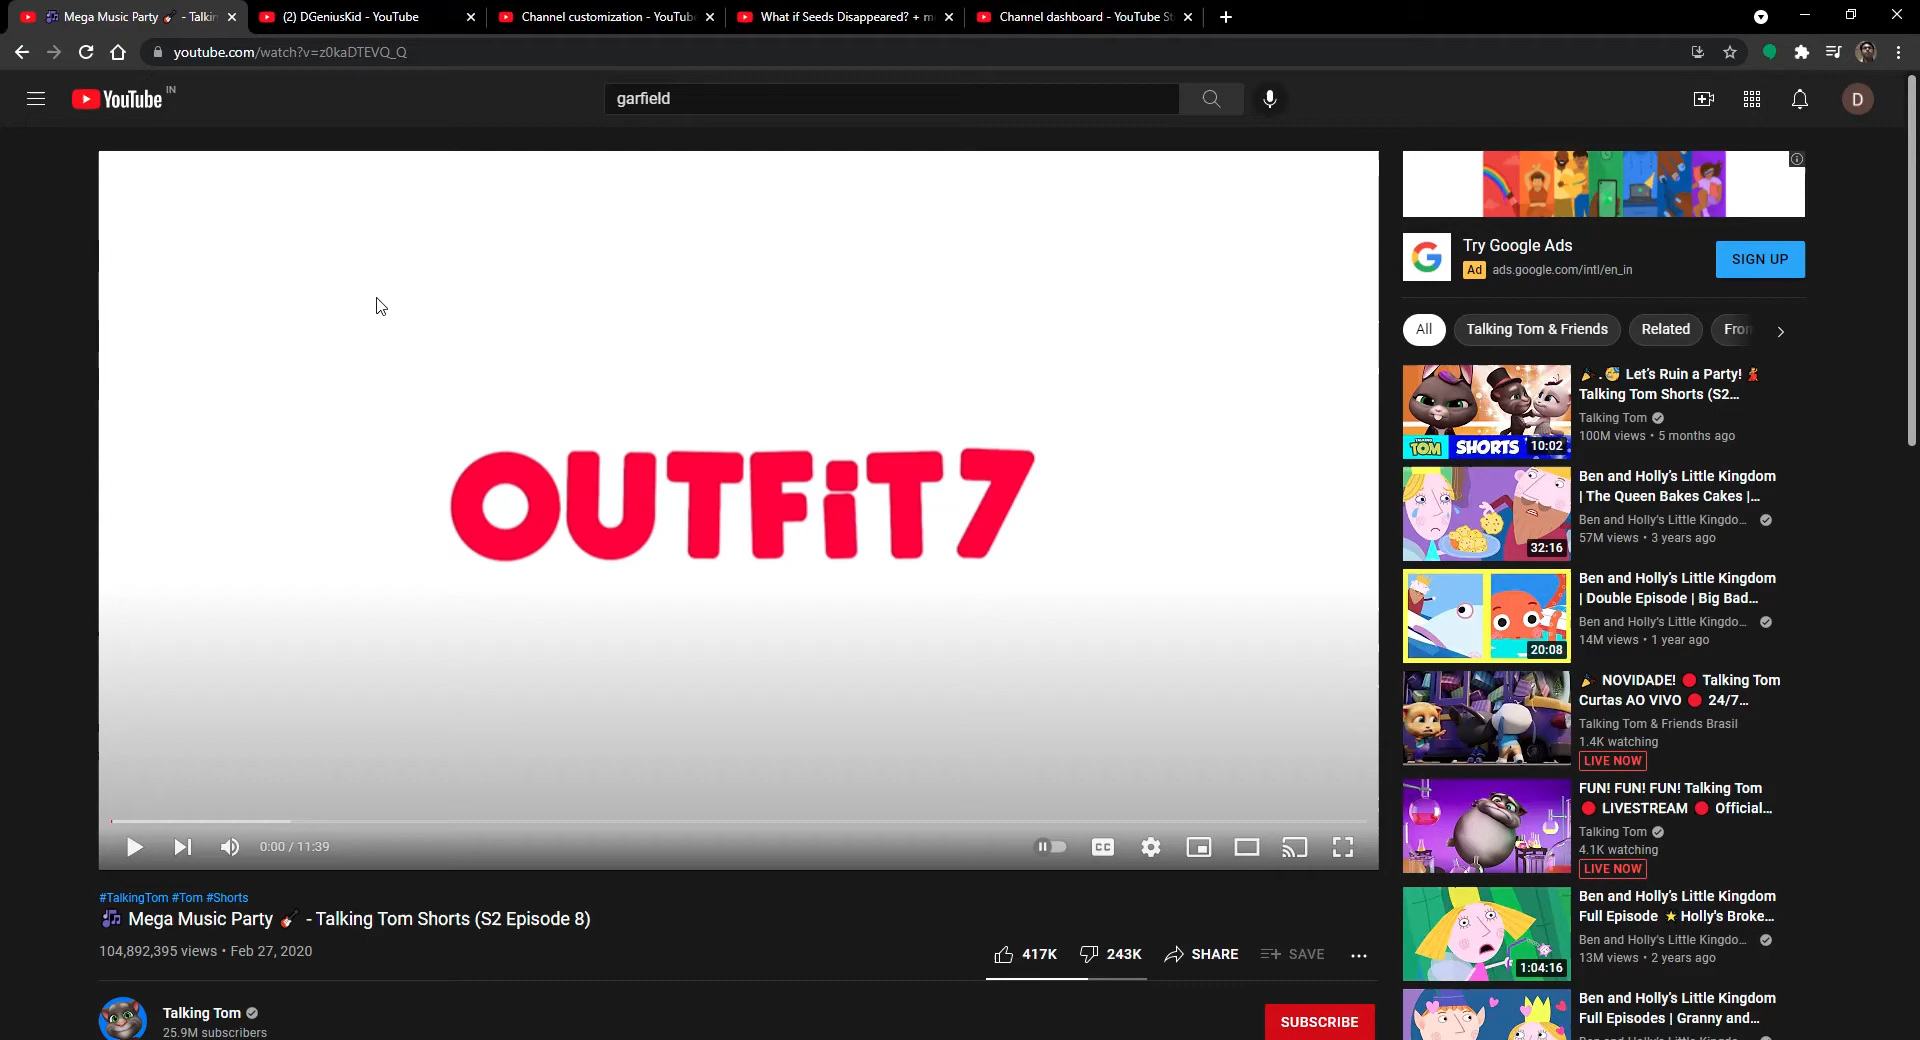 Mega Music Party - Talkin
(2) DGeniusKid - YouTube
Channel customization - YouTub
What if Seeds Disappeared? + m
Channel dashboard - YouTube St
youtube.com/watch?v=z0kaDTEVQ_Q
YouTube IN
garfield
D
OUTFiT7
0:00 / 11:39
CC
#TalkingTom #Tom #Shorts
Mega Music Party - Talking Tom Shorts (S2 Episode 8)
104,892,395 views • Feb 27, 2020
417K
243K
SHARE
SAVE
Talking Tom
25.9M subscribers
SUBSCRIBE
Try Google Ads
Ad ads.google.com/intl/en_in
SIGN UP
All
Talking Tom & Friends
Related
From
TALKING TOM SHORTS 10:02
Let's Ruin a Party!
Talking Tom Shorts (S2...
Talking Tom
100M views • 5 months ago
32:16
Ben and Holly's Little Kingdom
| The Queen Bakes Cakes |...
Ben and Holly's Little Kingdo...
57M views • 3 years ago
20:08
Ben and Holly's Little Kingdom
| Double Episode | Big Bad...
Ben and Holly's Little Kingdo...
14M views • 1 year ago
NOVIDADE! Talking Tom
Curtas AO VIVO 24/7...
Talking Tom & Friends Brasil
1.4K watching
LIVE NOW
FUN! FUN! FUN! Talking Tom
LIVESTREAM Official...
Talking Tom
4.1K watching
LIVE NOW
1:04:16
Ben and Holly's Little Kingdom
Full Episode Holly's Broke...
Ben and Holly's Little Kingdo...
13M views • 2 years ago
Ben and Holly's Little Kingdom
Full Episodes | Granny and...